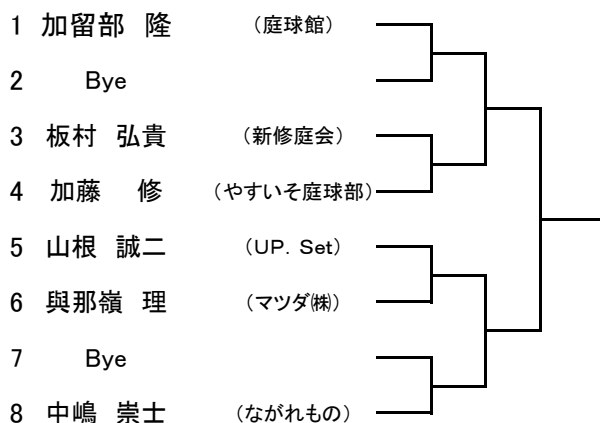 1 加留部 隆 (庭球館)
2 Bye
3 板村 弘貴 (新修庭会)
4 加藤 修 (やすいそ庭球部)
5 山根 誠二 (UP．Set)
6 與那嶺 理 (マツダ㈱)
7 Bye
8 中嶋 崇士 (ながれもの)